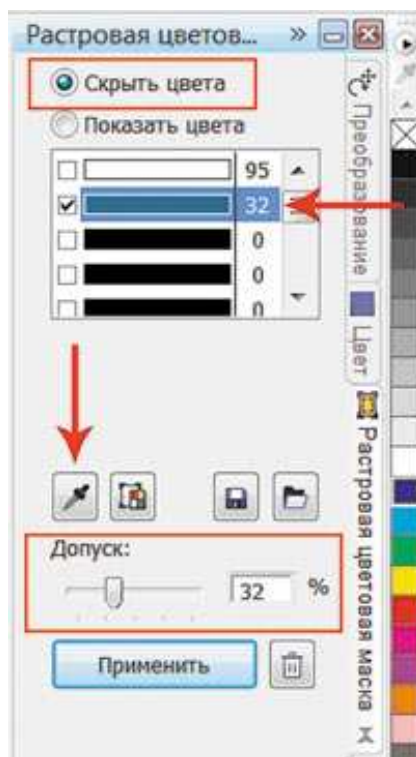 Растровая цветов... »
Скрыть цвета
Показать цвета
95
32
0
0
0
Допуск:
32 %
Применить
Преобразование
Цвет
Растровая цветовая маска